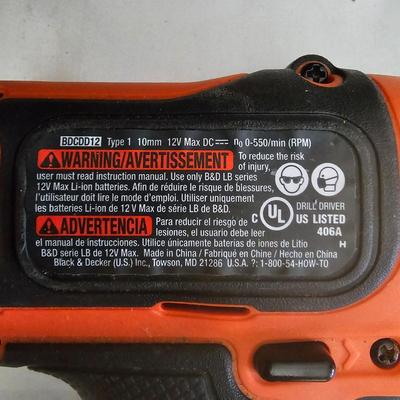 BDCDD12 Type 1 10mm 12V Max DC n₀ 0-550/min (RPM)
WARNING/AVERTISSEMENT To reduce the risk of injury,
user must read instruction manual. Use only B&D LB series
12V Max Li-ion batteries. Afin de réduire le risque de blessures,
l'utilisateur doit lire le mode d'emploi. Utiliser uniquement
les batteries Li-ion de 12 V Max de série LB de B&D.
ADVERTENCIA Para reducir el riesgo de
lesiones, el usuario debe leer
el manual de instrucciones. Utilice únicamente baterías de iones de Litio
B&D serie LB de 12V Max. Made in China / Fabriqué en Chine / Hecho en China
Black & Decker (U.S.) Inc., Towson, MD 21286 U.S.A. ?: 1-800-54-HOW-TO
DRILL/ DRIVER
C UL US LISTED
406A
H